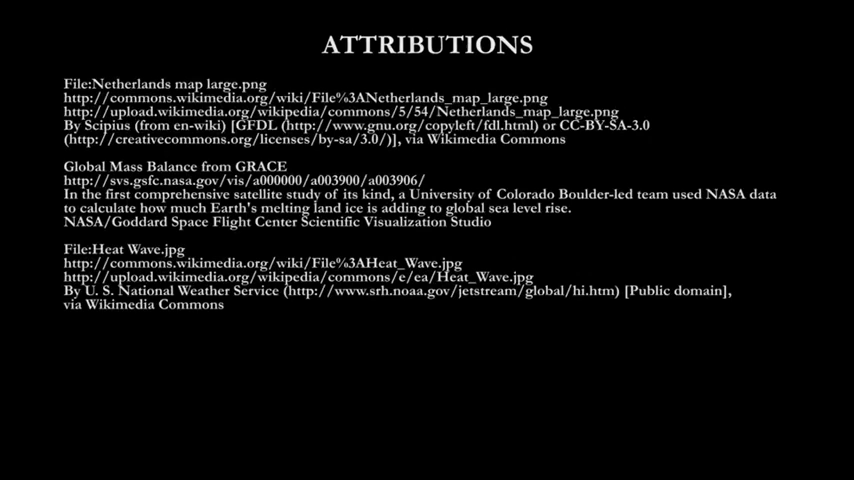 ATTRIBUTIONS
File:Netherlands map large.png
http://commons.wikimedia.org/wiki/File%3ANetherlands_map_large.png
http://upload.wikimedia.org/wikipedia/commons/5/54/Netherlands_map_large.png
By Scipius (from en-wiki) [GFDL (http://www.gnu.org/copyleft/fdl.html) or CC-BY-SA-3.0
(http://creativecommons.org/licenses/by-sa/3.0/)], via Wikimedia Commons
Global Mass Balance from GRACE
http://svs.gsfc.nasa.gov/vis/a000000/a003900/a003906/
In the first comprehensive satellite study of its kind, a University of Colorado Boulder-led team used NASA data
to calculate how much Earth's melting land ice is adding to global sea level rise.
NASA/Goddard Space Flight Center Scientific Visualization Studio
File:Heat Wave.jpg
http://commons.wikimedia.org/wiki/File%3AHeat_Wave.jpg
http://upload.wikimedia.org/wikipedia/commons/e/ea/Heat_Wave.jpg
By U. S. National Weather Service (http://www.srh.noaa.gov/jetstream/global/hi.htm) [Public domain],
via Wikimedia Commons